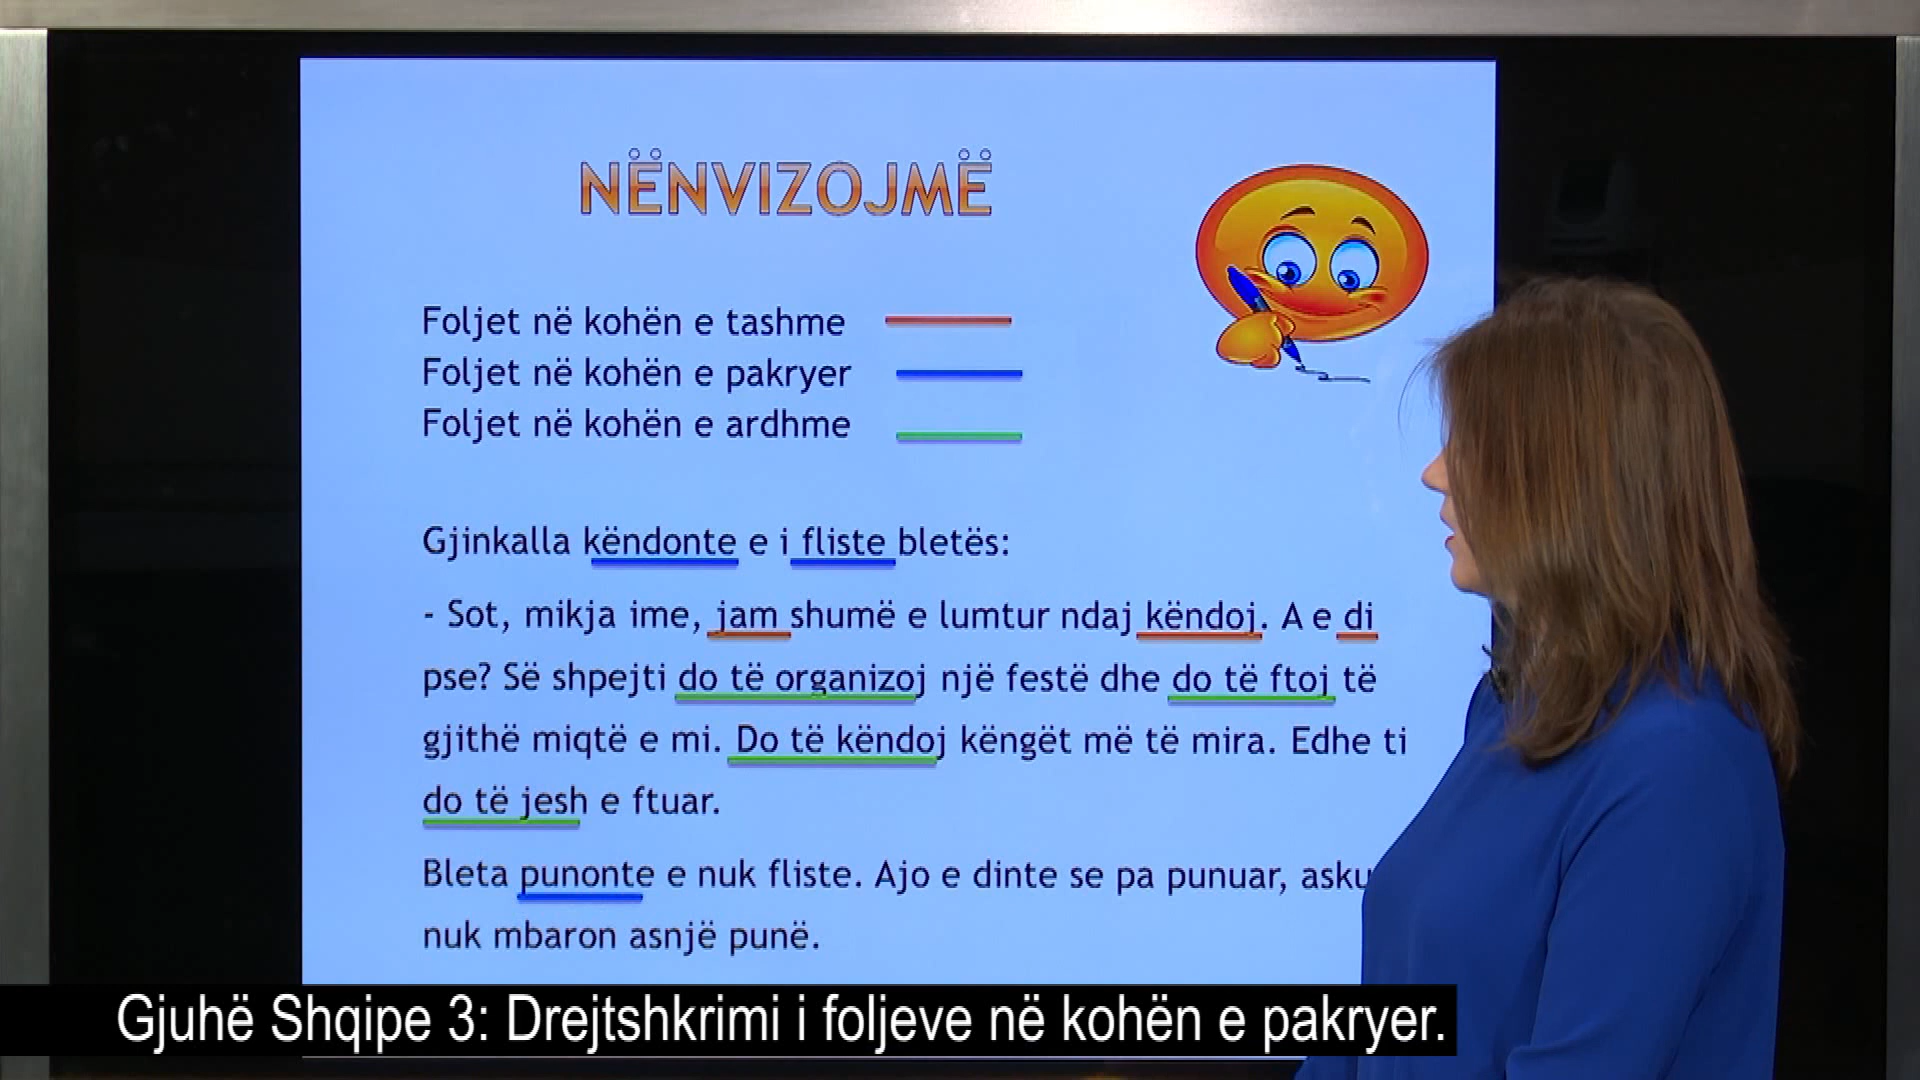 NËNVIZOJMË
Foljet në kohën e tashme
Foljet në kohën e pakryer
Foljet në kohën e ardhme
Gjinkalla këndonte e i fliste bletës:
- Sot, mikja ime, jam shumë e lumtur ndaj këndoj. A e di
pse? Së shpejti do të organizoj një festë dhe do të ftoj të
gjithë miqtë e mi. Do të këndoj këngët më të mira. Edhe ti
do të jesh e ftuar.
Bleta punonte e nuk fliste. Ajo e dinte se pa punuar,
nuk mbaron asnjë punë.
Gjuhë Shqipe 3: Drejtshkrimi i foljeve në kohën e pakryer.